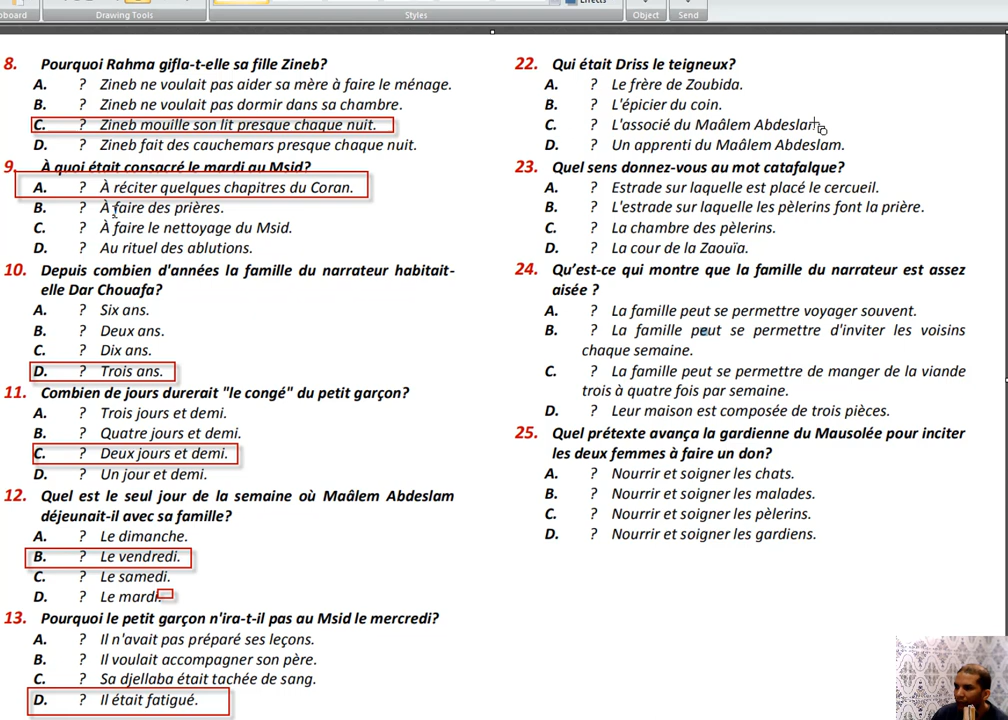 pboard
Drawing Tools
Styles
Effects
Object
Send
8. Pourquoi Rahma gifla-t-elle sa fille Zineb?
A. ? Zineb ne voulait pas aider sa mère à faire le ménage.
B. ? Zineb ne voulait pas dormir dans sa chambre.
C. ? Zineb mouille son lit presque chaque nuit.
D. ? Zineb fait des cauchemars presque chaque nuit.
9. À quoi était consacré le mardi au Msid?
A. ? À réciter quelques chapitres du Coran.
B. ? À faire des prières.
C. ? À faire le nettoyage du Msid.
D. ? Au rituel des ablutions.
10. Depuis combien d'années la famille du narrateur habitait-
elle Dar Chouafa?
A. ? Six ans.
B. ? Deux ans.
C. ? Dix ans.
D. ? Trois ans.
11. Combien de jours durerait "le congé" du petit garçon?
A. ? Trois jours et demi.
B. ? Quatre jours et demi.
C. ? Deux jours et demi.
D. ? Un jour et demi.
12. Quel est le seul jour de la semaine où Maâlem Abdeslam
déjeunait-il avec sa famille?
A. ? Le dimanche.
B. ? Le vendredi.
C. ? Le samedi.
D. ? Le mardi.
13. Pourquoi le petit garçon n'ira-t-il pas au Msid le mercredi?
A. ? Il n'avait pas préparé ses leçons.
B. ? Il voulait accompagner son père.
C. ? Sa djellaba était tachée de sang.
D. ? Il était fatigué.
22. Qui était Driss le teigneux?
A. ? Le frère de Zoubida.
B. ? L'épicier du coin.
C. ? L'associé du Maâlem Abdeslam
D. ? Un apprenti du Maâlem Abdeslam.
23. Quel sens donnez-vous au mot catafalque?
A. ? Estrade sur laquelle est placé le cercueil.
B. ? L'estrade sur laquelle les pèlerins font la prière.
C. ? La chambre des pèlerins.
D. ? La cour de la Zaouïa.
24. Qu’est-ce qui montre que la famille du narrateur est assez
aisée ?
A. ? La famille peut se permettre voyager souvent.
B. ? La famille peut se permettre d'inviter les voisins
chaque semaine.
C. ? La famille peut se permettre de manger de la viande
trois à quatre fois par semaine.
D. ? Leur maison est composée de trois pièces.
25. Quel prétexte avança la gardienne du Mausolée pour inciter
les deux femmes à faire un don?
A. ? Nourrir et soigner les chats.
B. ? Nourrir et soigner les malades.
C. ? Nourrir et soigner les pèlerins.
D. ? Nourrir et soigner les gardiens.